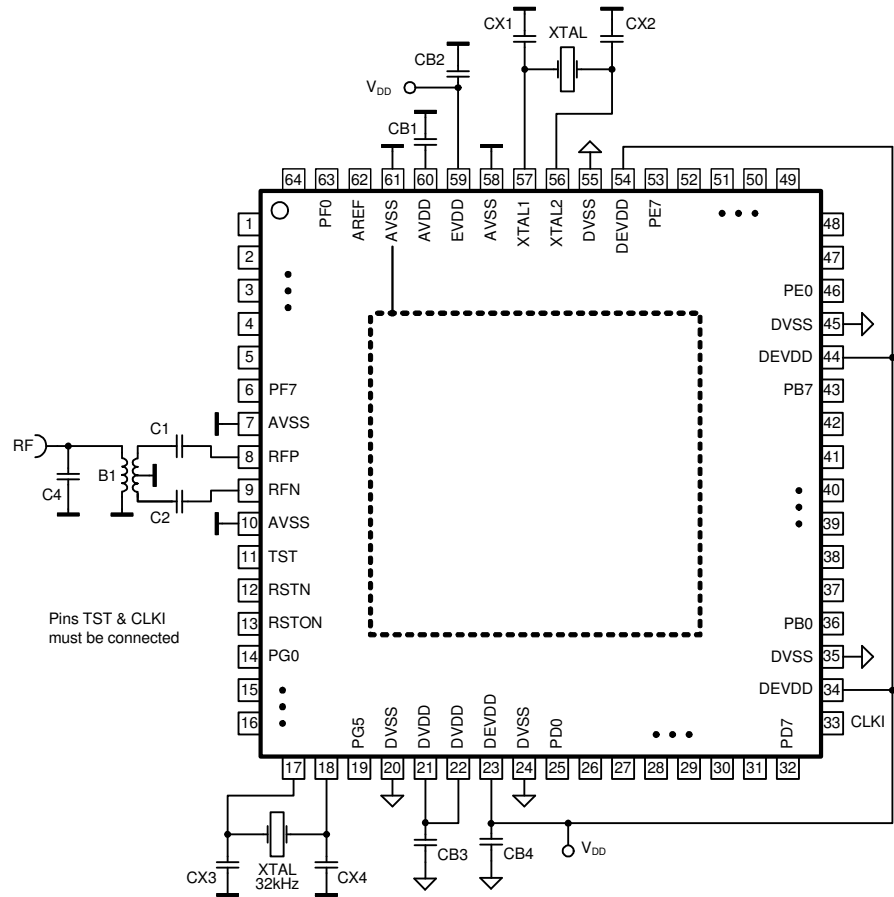 CX1 XTAL CX2
CB2
V_DD
CB1
64 63 62 61 60 59 58 57 56 55 54 53 52 51 50 49
PF0 AREF AVSS AVDD EVDD AVSS XTAL1 XTAL2 DVSS DEVDD PE7
1
2
3
4
5
6 PF7
7 AVSS
8 RFP
9 RFN
10 AVSS
11 TST
12 RSTN
13 RSTON
14 PG0
15
16
RF
C4
B1
C1
C2
Pins TST & CLKI
must be connected
48
47
PE0 46
DVSS 45
DEVDD 44
PB7 43
42
41
40
39
38
37
PB0 36
DVSS 35
DEVDD 34
33 CLKI
PG5 DVSS DVDD DVDD DEVDD DVSS PD0 PD7
17 18 19 20 21 22 23 24 25 26 27 28 29 30 31 32
CX3 XTAL CX4
32kHz
CB3 CB4 V_DD